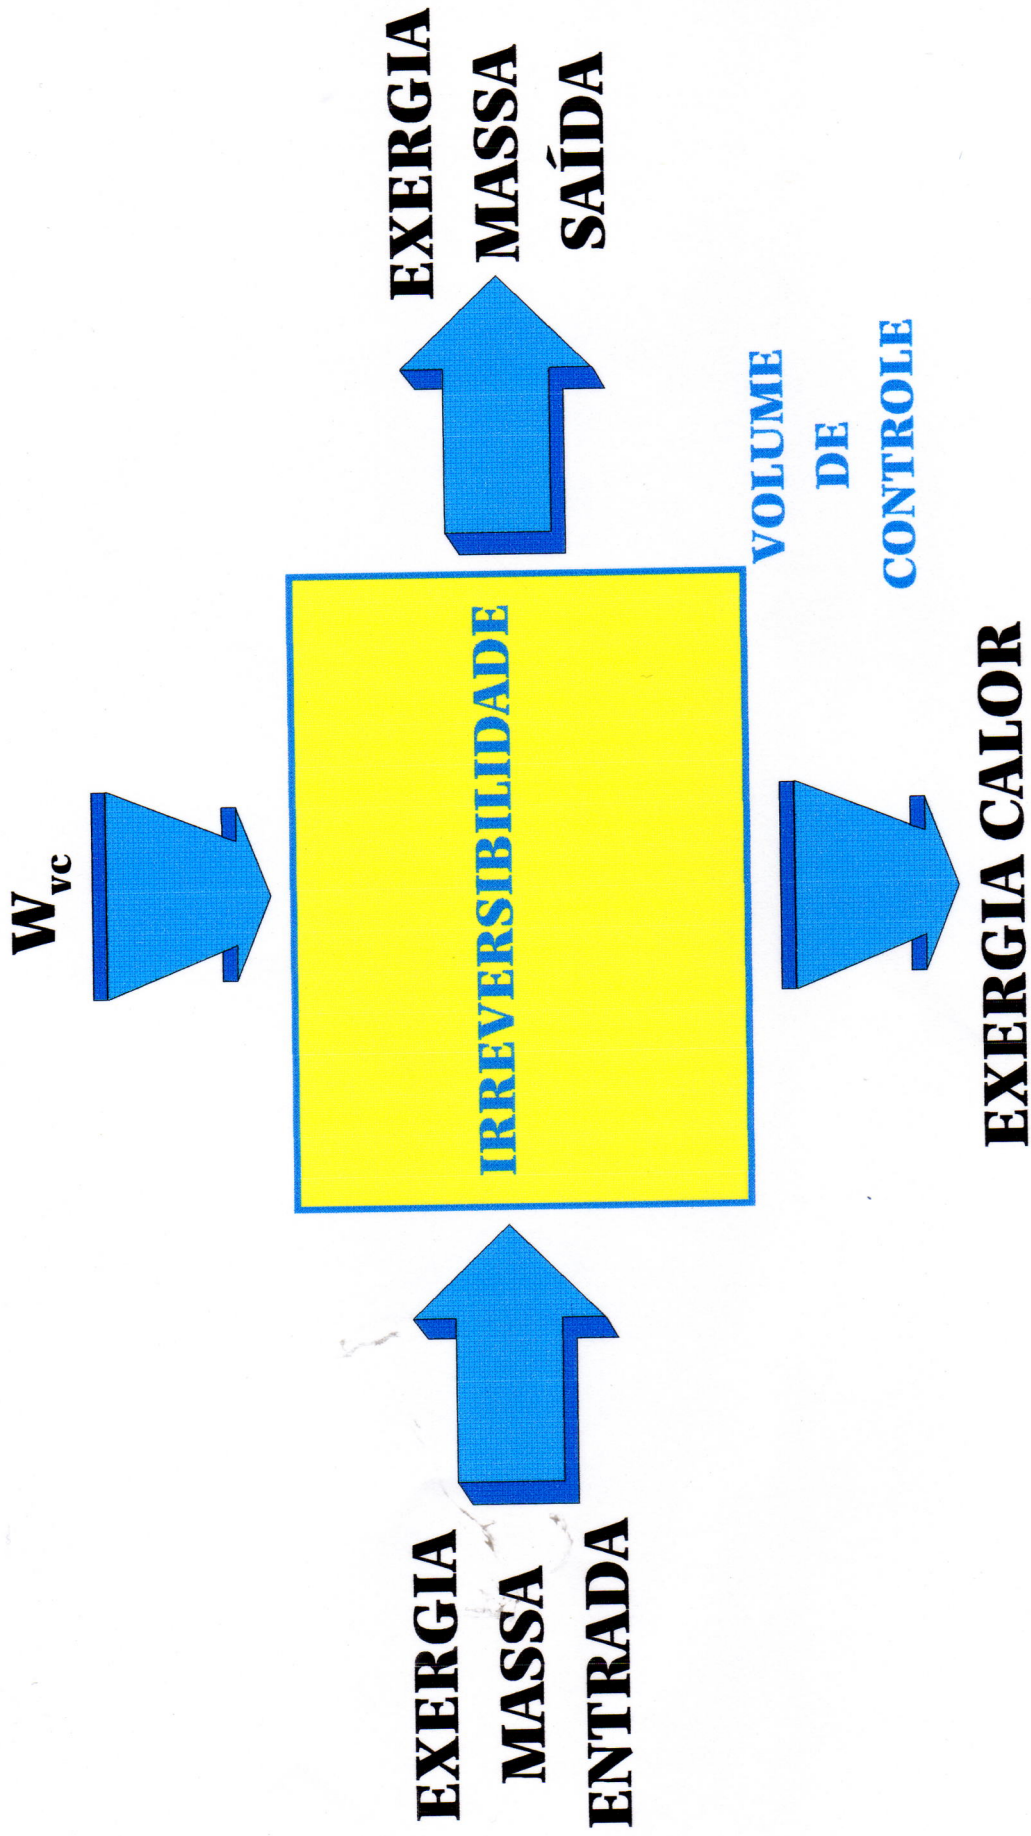 W_vc
EXERGIA
MASSA
ENTRADA
IRREVERSIBILIDADE
EXERGIA
MASSA
SAÍDA
VOLUME
DE
CONTROLE
EXERGIA CALOR